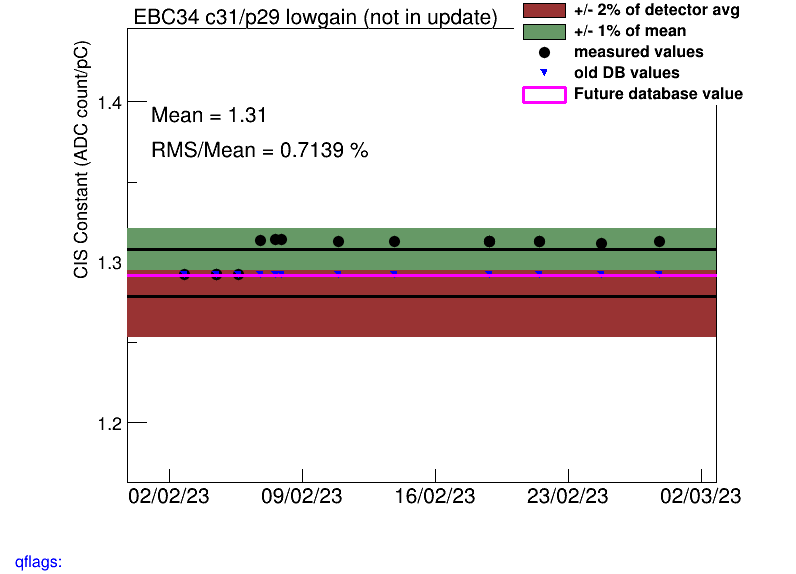 EBC34 c31/p29 lowgain (not in update)
+/- 2% of detector avg
+/- 1% of mean
measured values
old DB values
Future database value
Mean = 1.31
RMS/Mean = 0.7139 %
CIS Constant (ADC count/pC)
1.4
1.3
1.2
02/02/23 09/02/23 16/02/23 23/02/23 02/03/23
qflags: